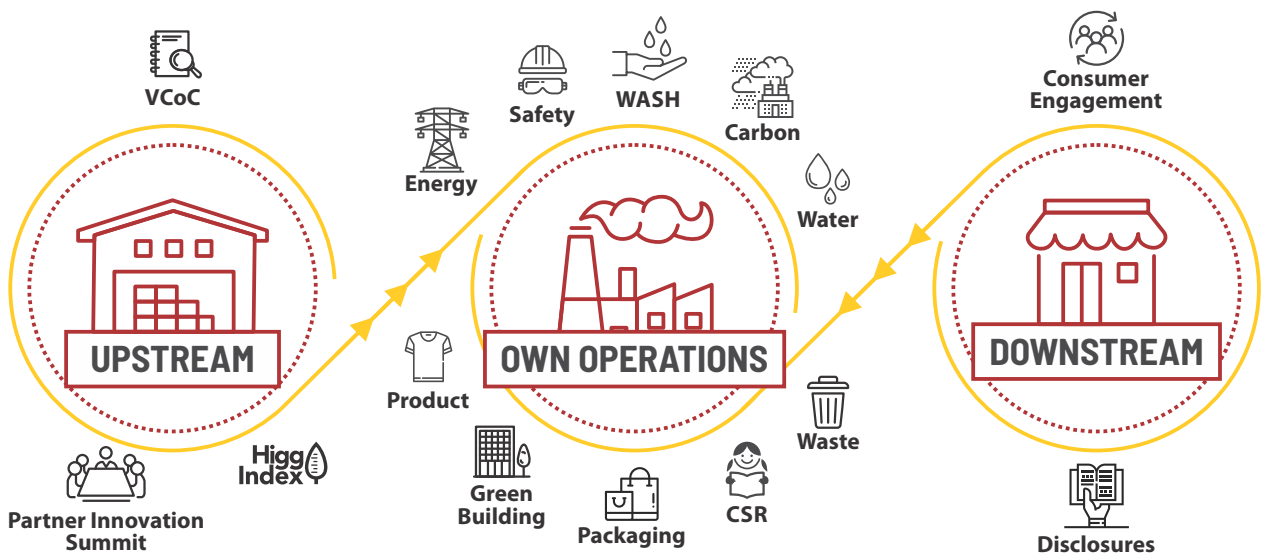 VCoC
UPSTREAM
Partner Innovation
Summit
Higg
Index
Energy
Safety
WASH
Carbon
Water
OWN OPERATIONS
Product
Green
Building
Packaging
CSR
Waste
Consumer
Engagement
DOWNSTREAM
Disclosures